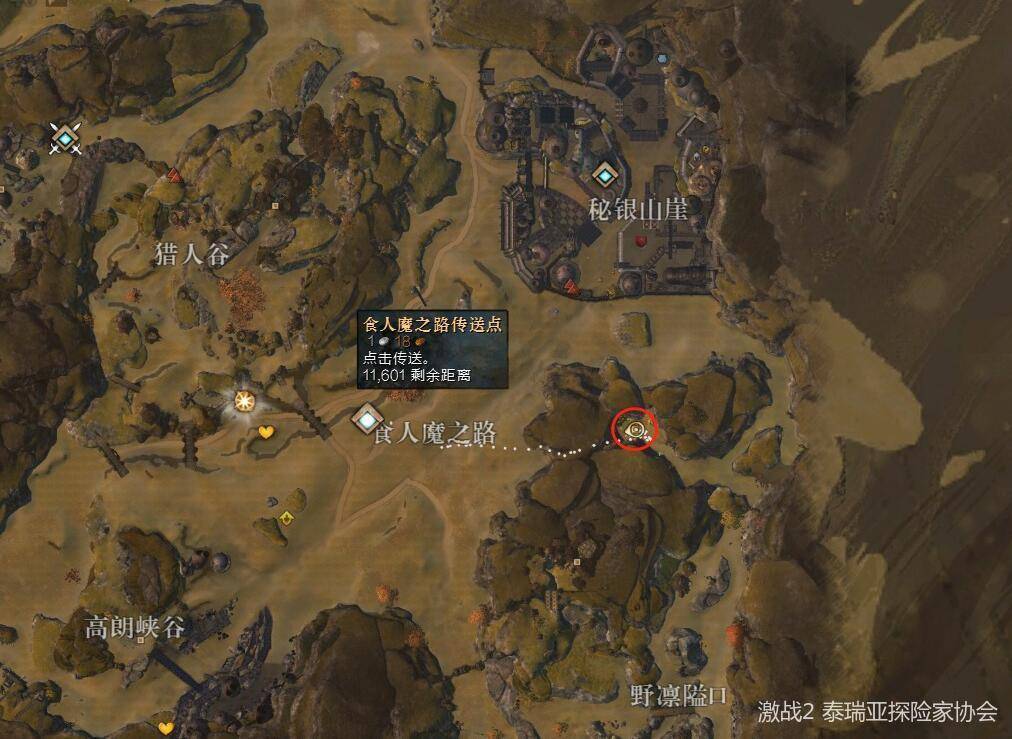 秘银山崖
猎人谷
食人魔之路传送点
1 18
点击传送。
11,601 剩余距离
食人魔之路
高朗峡谷
野凛隘口
激战2 泰瑞亚探险家协会